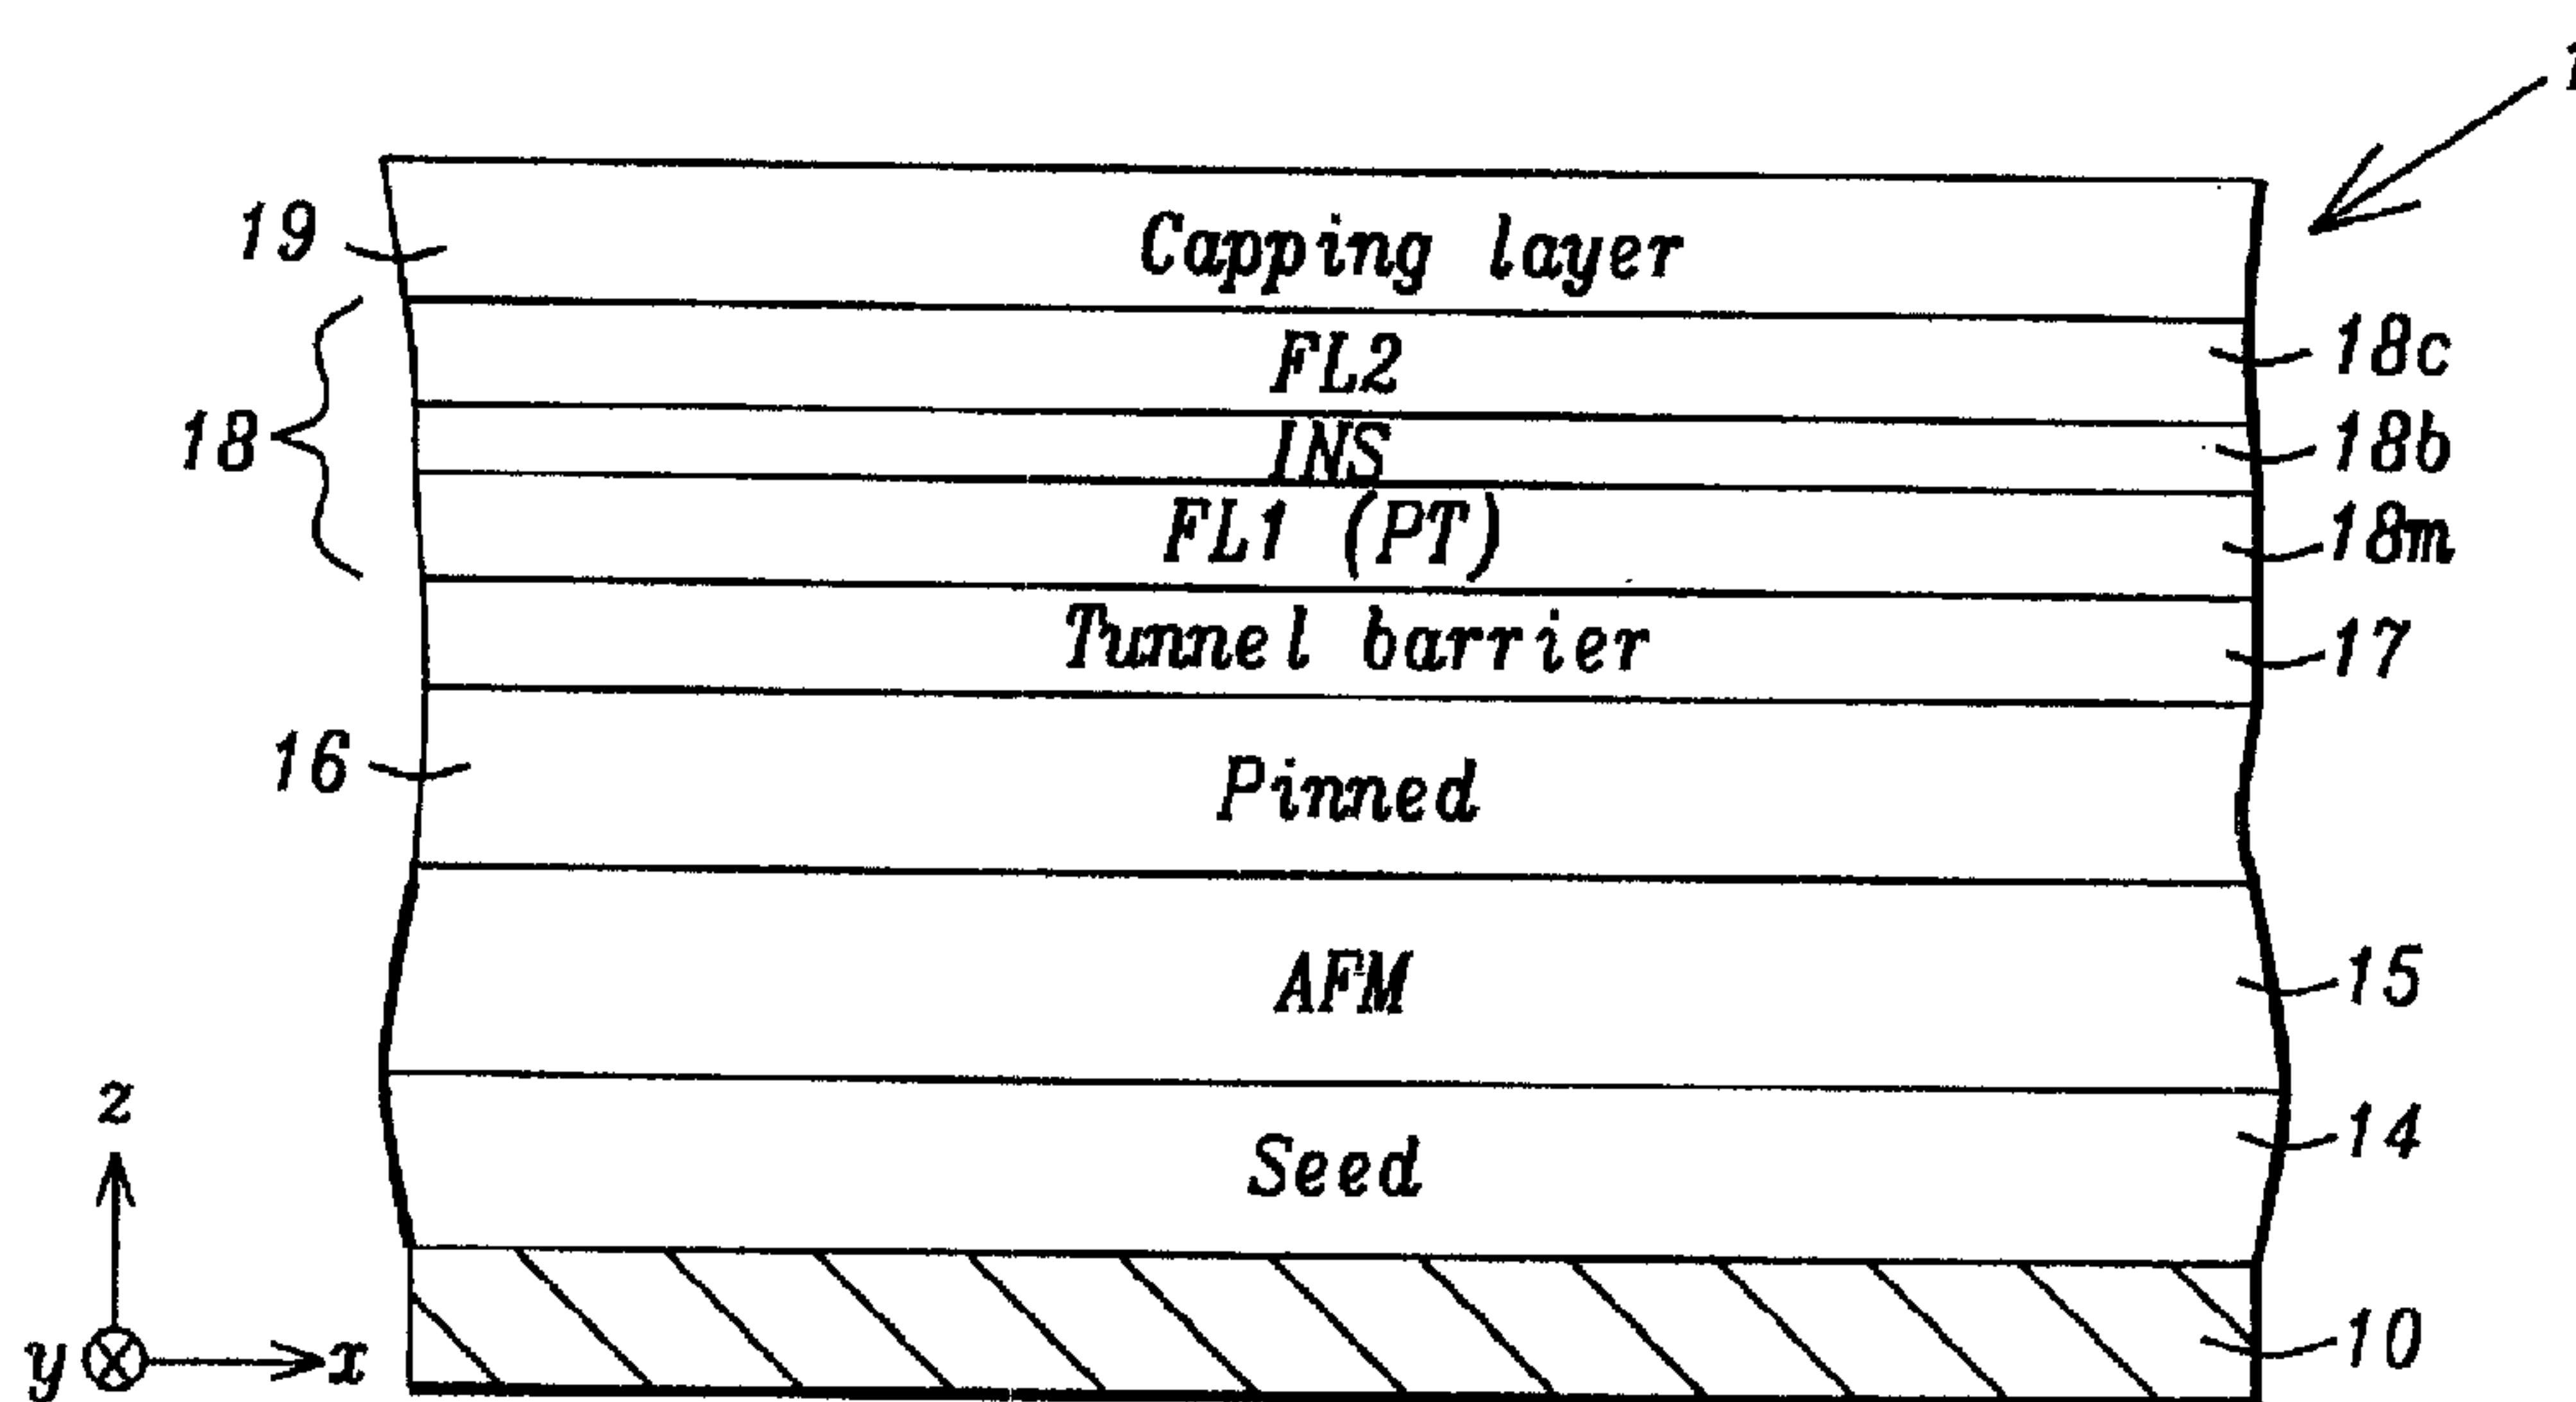 19
Capping layer
FL2
18c
18
INS
18b
FL1 (PT)
18m
Tunnel barrier
17
16
Pinned
AFM
15
z
Seed
14
y
x
10